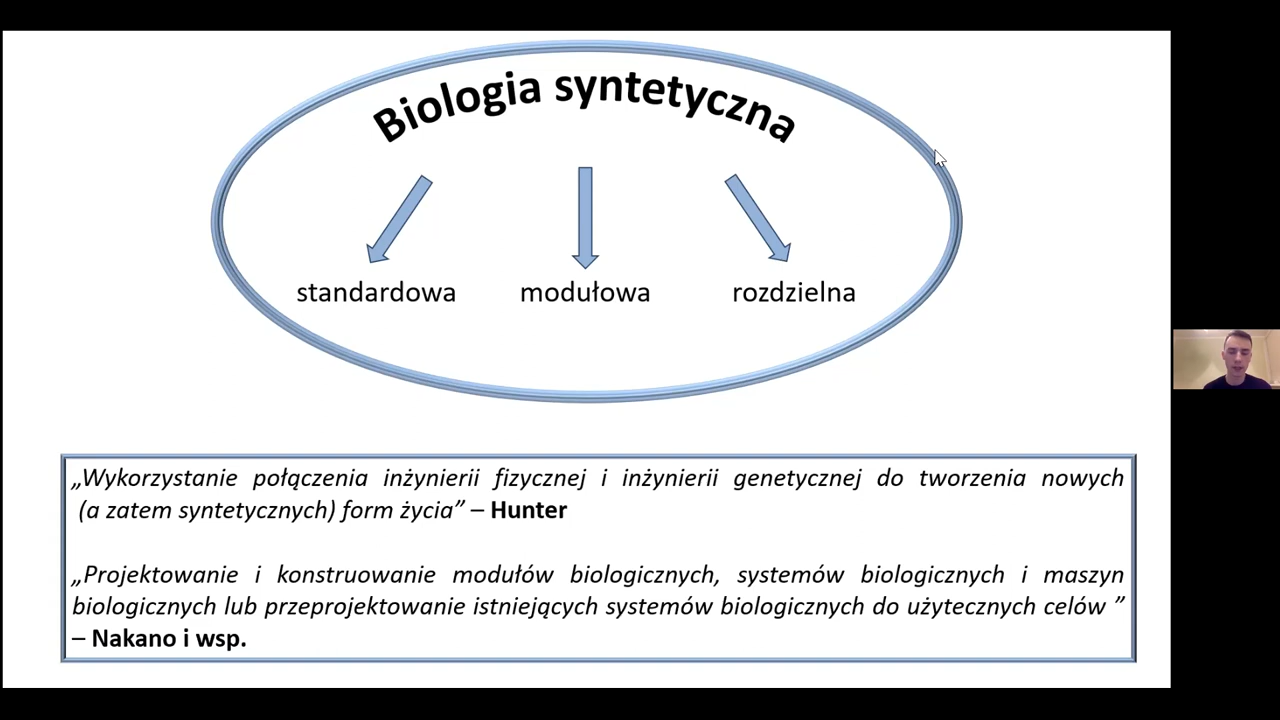 Biologia syntetyczna
standardowa modułowa rozdzielna
„Wykorzystanie połączenia inżynierii fizycznej i inżynierii genetycznej do tworzenia nowych
(a zatem syntetycznych) form życia” – Hunter
„Projektowanie i konstruowanie modułów biologicznych, systemów biologicznych i maszyn
biologicznych lub przeprojektowanie istniejących systemów biologicznych do użytecznych celów ”
– Nakano i wsp.